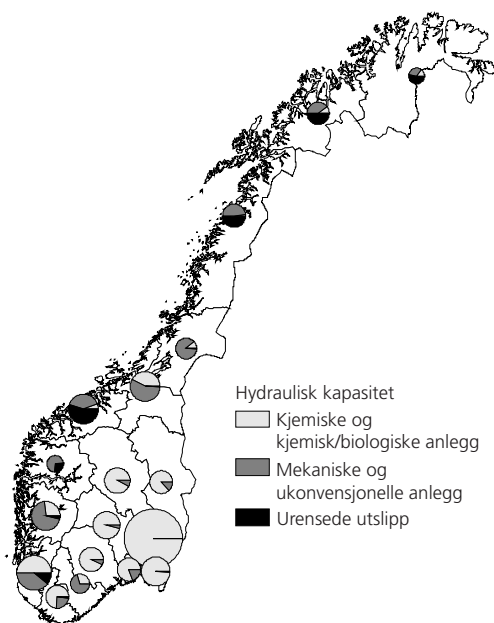 Hydraulisk kapasitet
Kjemiske og
kjemisk/biologiske anlegg
Mekaniske og
ukonvensjonelle anlegg
Urensede utslipp